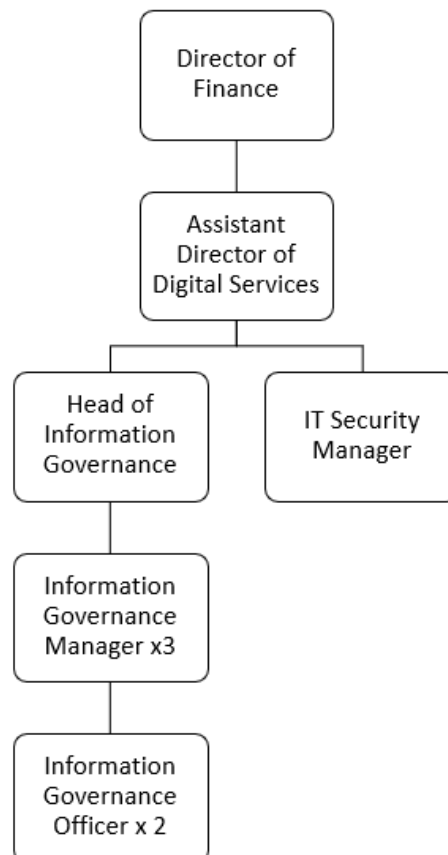 Director of
Finance
Assistant
Director of
Digital Services
Head of
Information
Governance
IT Security
Manager
Information
Governance
Manager x3
Information
Governance
Officer x 2